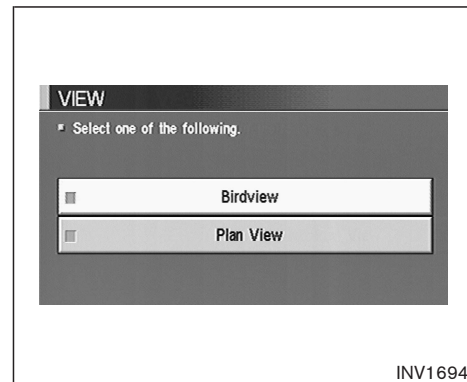 VIEW
Select one of the following.
Birdview
Plan View
INV1694